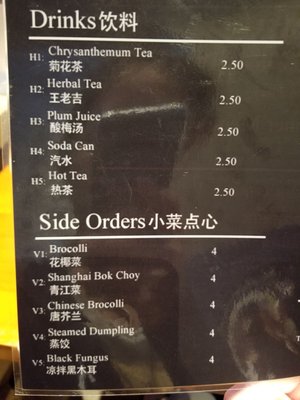 Drinks饮料
H1: Chrysanthemum Tea 2.50
菊花茶
H2: Herbal Tea 2.50
王老吉
H3: Plum Juice 2.50
酸梅汤
H4: Soda Can 2.50
汽水
H5: Hot Tea 2.50
热茶
Side Orders小菜点心
V1: Brocolli 4
花椰菜
V2: Shanghai Bok Choy 4
青江菜
V3: Chinese Brocolli 4
唐芥兰
V4: Steamed Dumpling 4
蒸饺
V5: Black Fungus 4
凉拌黑木耳